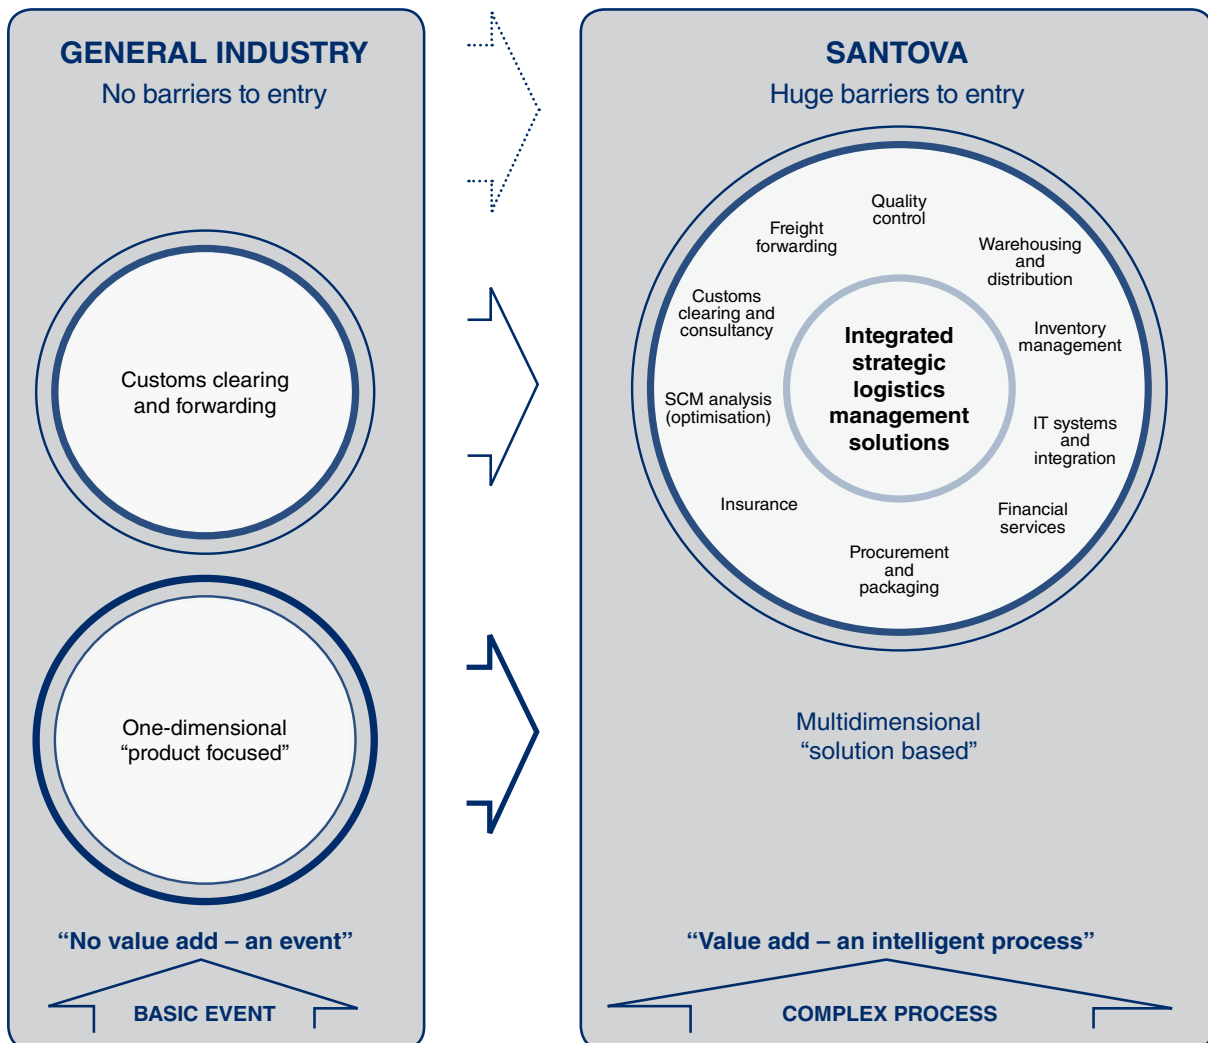 GENERAL INDUSTRY
No barriers to entry
Customs clearing
and forwarding
One-dimensional
“product focused”
“No value add – an event”
BASIC EVENT
SANTOVA
Huge barriers to entry
Quality
control
Freight
forwarding
Warehousing
and
distribution
Customs
clearing and
consultancy
Inventory
management
Integrated
strategic
logistics
management
solutions
SCM analysis
(optimisation)
IT systems
and
integration
Insurance
Financial
services
Procurement
and
packaging
Multidimensional
“solution based”
“Value add – an intelligent process”
COMPLEX PROCESS